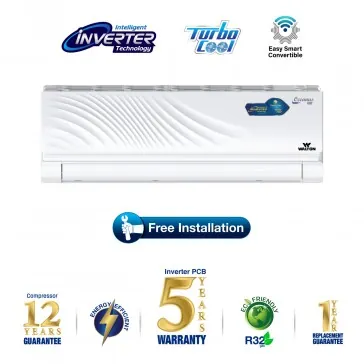 Intelligent
iNVERTER
Technology
Turbo
Cool
Easy Smart
Convertible
WALTON
Free Installation
Compressor
12
YEARS
GUARANTEE
ENERGY EFFICIENT
Inverter PCB
5
YEARS
WARRANTY
ECO FRIENDLY
R32
1
YEAR
REPLACEMENT
GUARANTEE